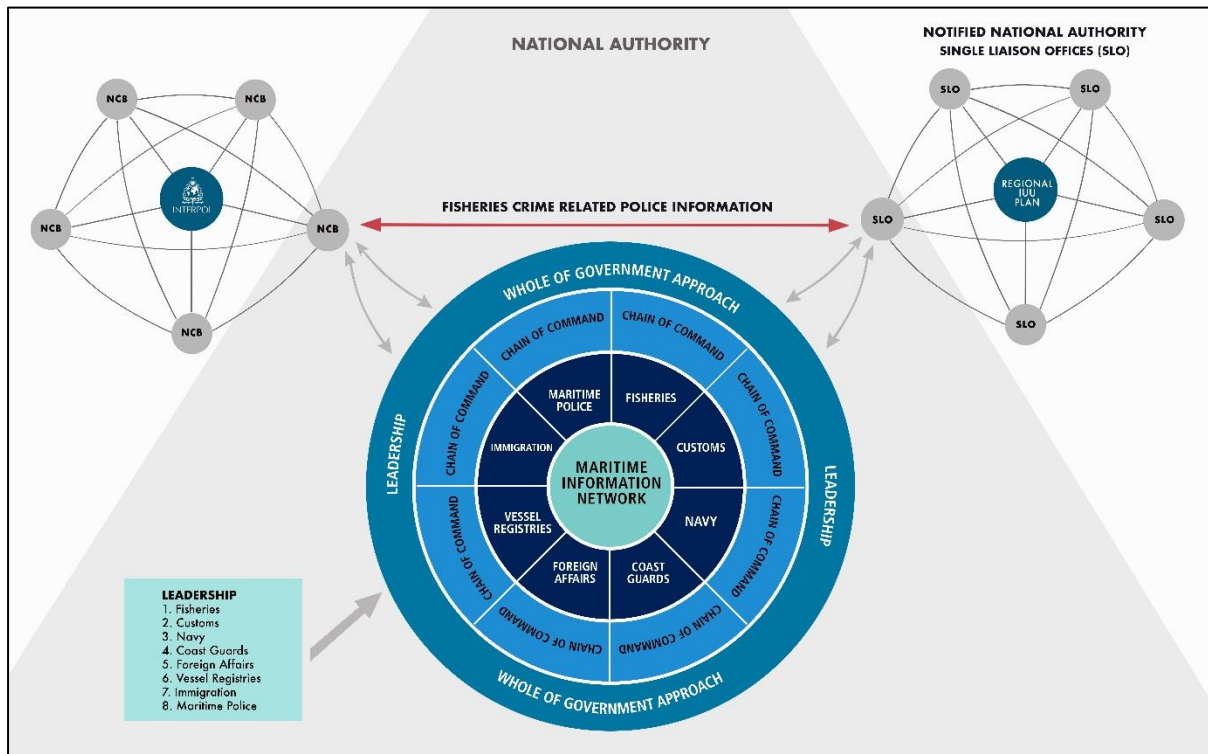 NATIONAL AUTHORITY
NOTIFIED NATIONAL AUTHORITY
SINGLE LIAISON OFFICES (SLO)
NCB
NCB
NCB
NCB
NCB
INTERPOL
SLO
SLO
SLO
SLO
SLO
REGIONAL
IUU
PLAN
FISHERIES CRIME RELATED POLICE INFORMATION
WHOLE OF GOVERNMENT APPROACH
LEADERSHIP
LEADERSHIP
WHOLE OF GOVERNMENT APPROACH
CHAIN OF COMMAND
CHAIN OF COMMAND
CHAIN OF COMMAND
CHAIN OF COMMAND
CHAIN OF COMMAND
CHAIN OF COMMAND
CHAIN OF COMMAND
CHAIN OF COMMAND
MARITIME
POLICE
FISHERIES
IMMIGRATION
CUSTOMS
MARITIME
INFORMATION
NETWORK
VESSEL
REGISTRIES
NAVY
FOREIGN
AFFAIRS
COAST
GUARDS
LEADERSHIP
1. Fisheries
2. Customs
3. Navy
4. Coast Guards
5. Foreign Affairs
6. Vessel Registries
7. Immigration
8. Maritime Police